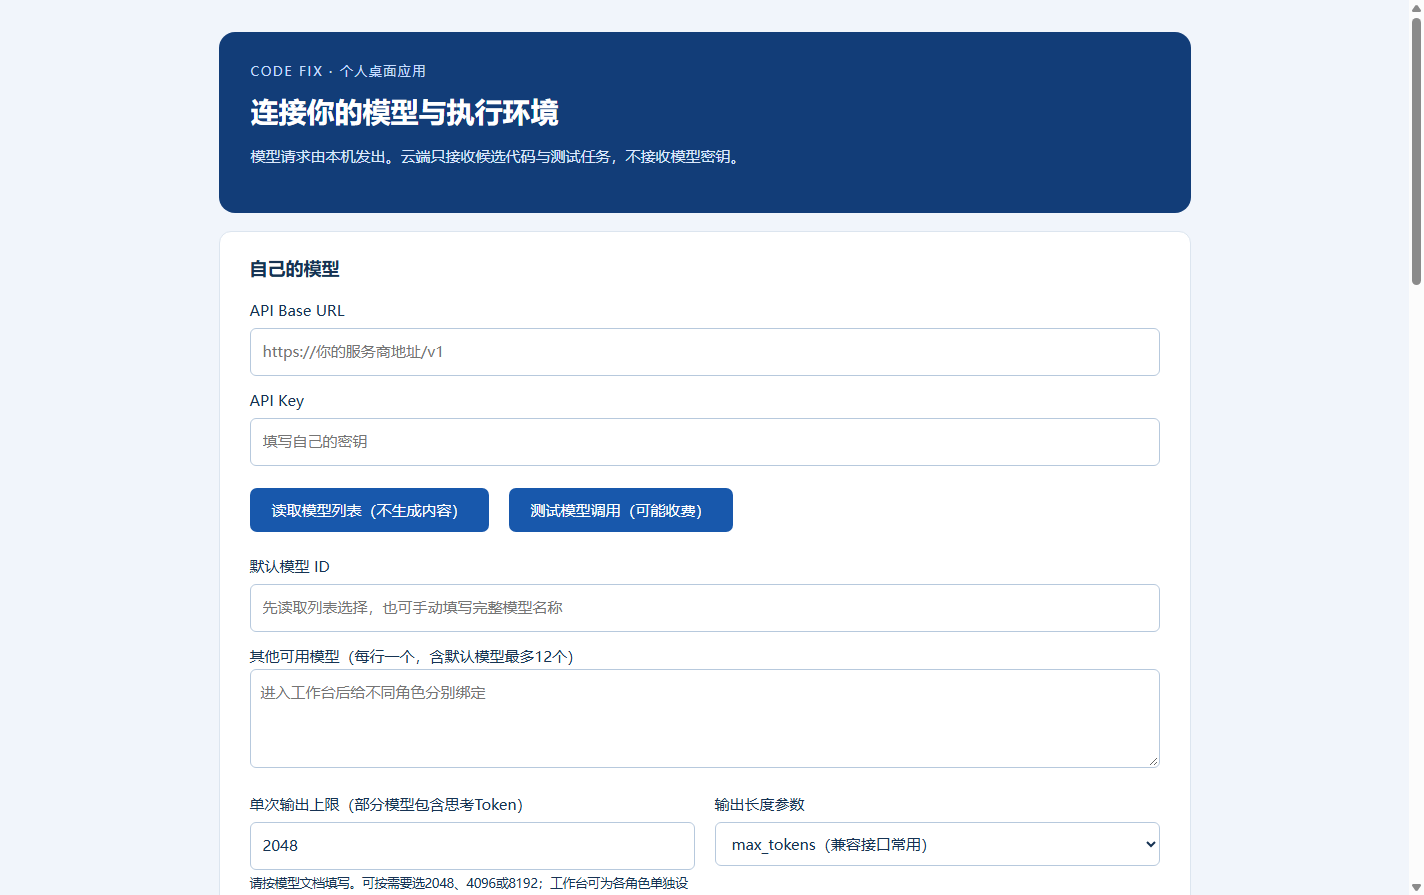 CODE FIX · 个人桌面应用
连接你的模型与执行环境
模型请求由本机发出。云端只接收候选代码与测试任务，不接收模型密钥。
自己的模型
API Base URL
https://你的服务商地址/v1
API Key
填写自己的密钥
读取模型列表（不生成内容）
测试模型调用（可能收费）
默认模型 ID
先读取列表选择，也可手动填写完整模型名称
其他可用模型（每行一个，含默认模型最多12个）
进入工作台后给不同角色分别绑定
单次输出上限（部分模型包含思考Token）
输出长度参数
2048
max_tokens（兼容接口常用）
请按模型文档填写。可按需要选2048、4096或8192；工作台可为各角色单独设